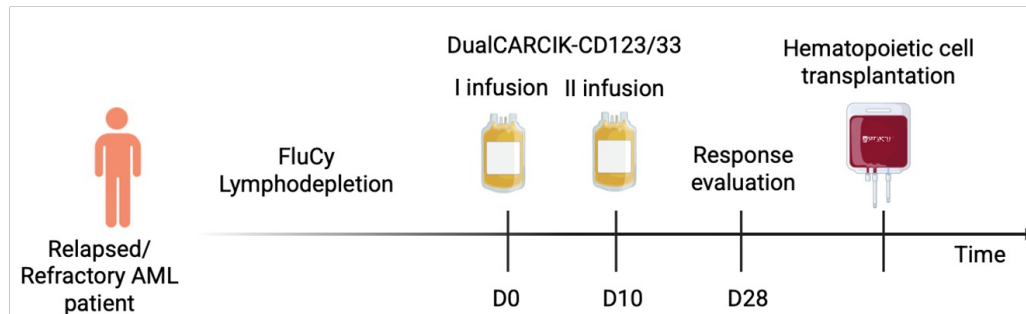 DualCARCIK-CD123/33
I infusion
II infusion
Hematopoietic cell
transplantation
FluCy
Lymphodepletion
Response
evaluation
Relapsed/
Refractory AML
patient
Time
D0
D10
D28